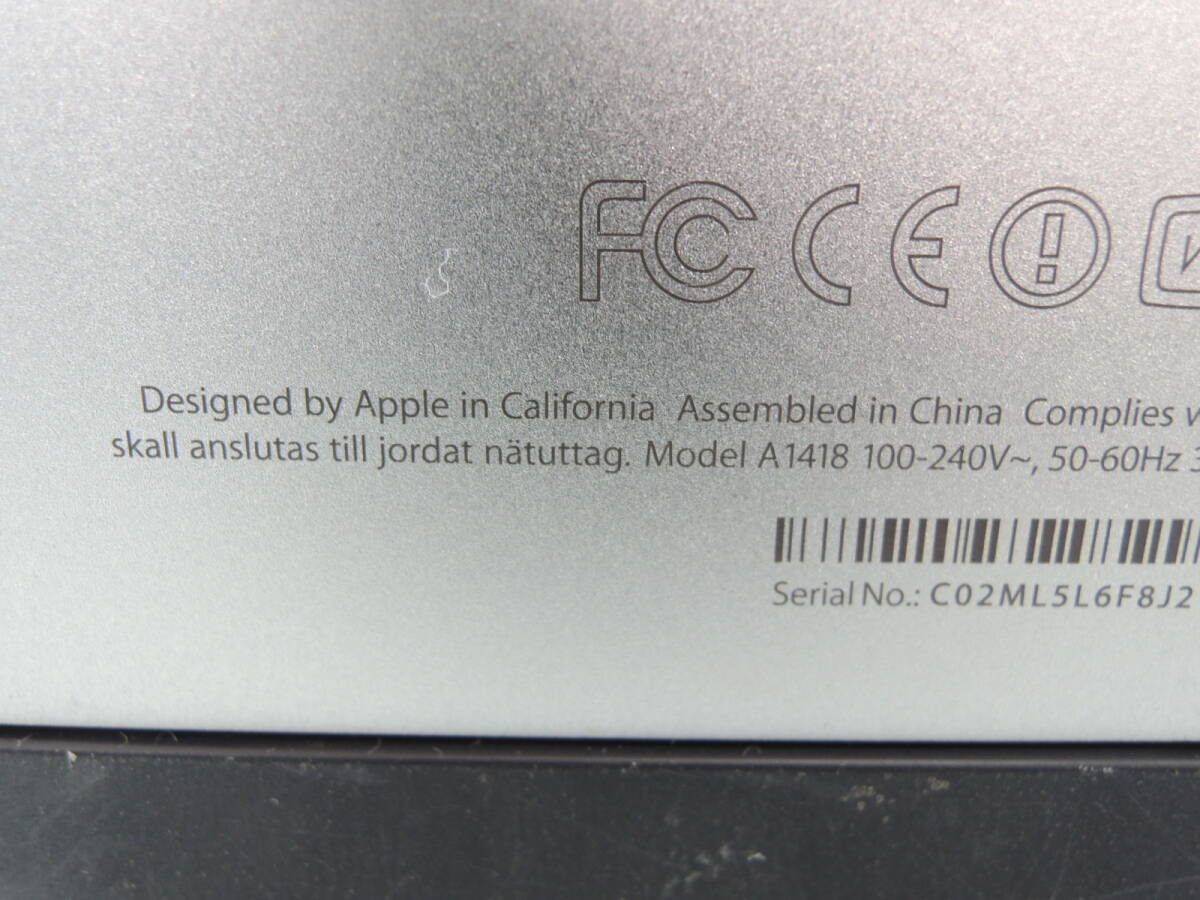 FC CE
Designed by Apple in California Assembled in China Complies
skall anslutas till jordat nätuttag. Model A1418 100-240V~, 50-60Hz
Serial No.: C02ML5L6F8J2